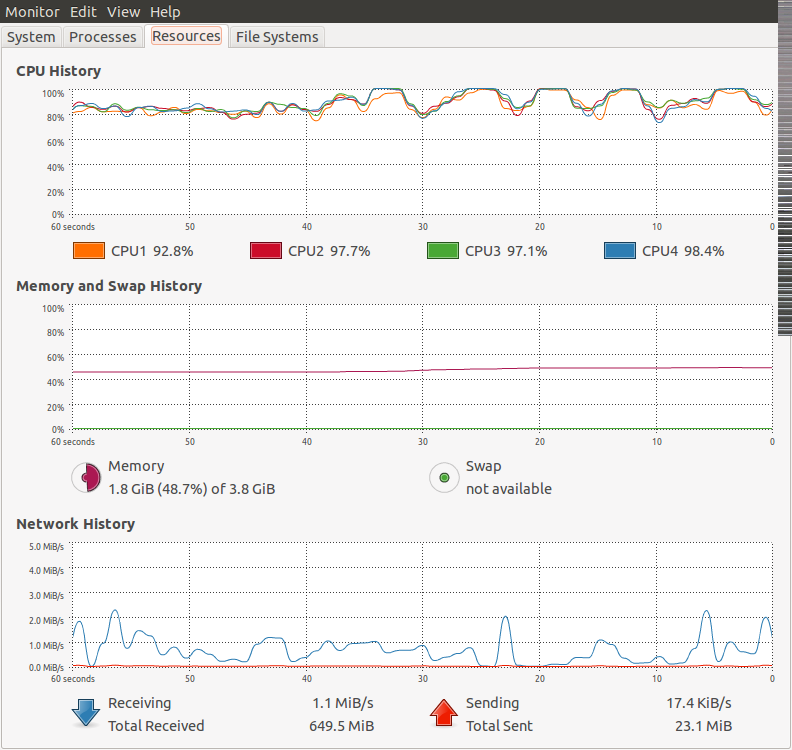 Monitor Edit View Help
System Processes Resources File Systems
CPU History
100%
80%
60%
40%
20%
0%
60 seconds 50 40 30 20 10 0
CPU1 92.8% CPU2 97.7% CPU3 97.1% CPU4 98.4%
Memory and Swap History
100%
80%
60%
40%
20%
0%
60 seconds 50 40 30 20 10 0
Memory Swap
1.8 GiB (48.7%) of 3.8 GiB not available
Network History
5.0 MiB/s
4.0 MiB/s
3.0 MiB/s
2.0 MiB/s
1.0 MiB/s
0.0 MiB/s
60 seconds 50 40 30 20 10 0
Receiving 1.1 MiB/s Sending 17.4 KiB/s
Total Received 649.5 MiB Total Sent 23.1 MiB